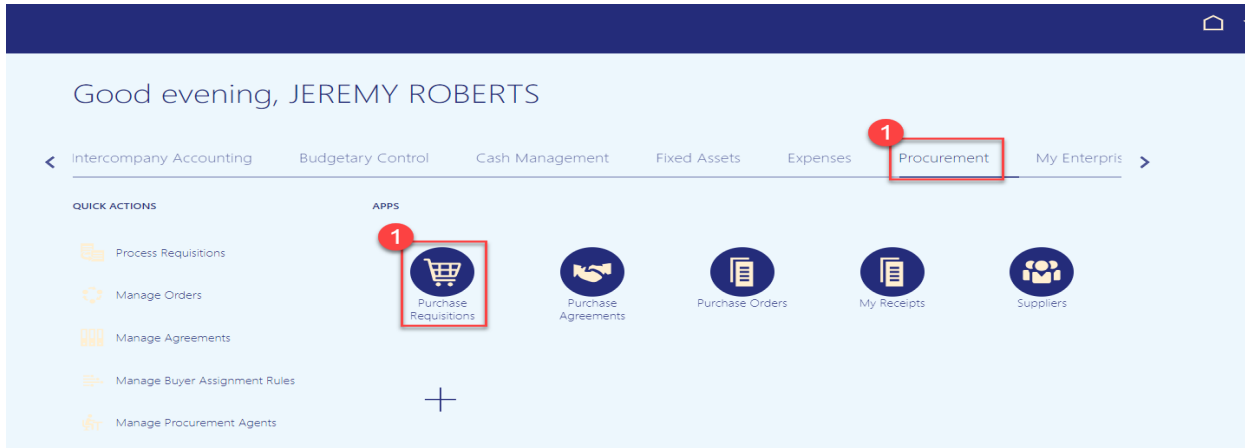 Good evening, JEREMY ROBERTS
Intercompany Accounting Budgetary Control Cash Management Fixed Assets Expenses 1 Procurement My Enterpris
QUICK ACTIONS
APPS
Process Requisitions
Manage Orders
Manage Agreements
Manage Buyer Assignment Rules
Manage Procurement Agents
1
Purchase
Requisitions
Purchase
Agreements
Purchase Orders
My Receipts
Suppliers